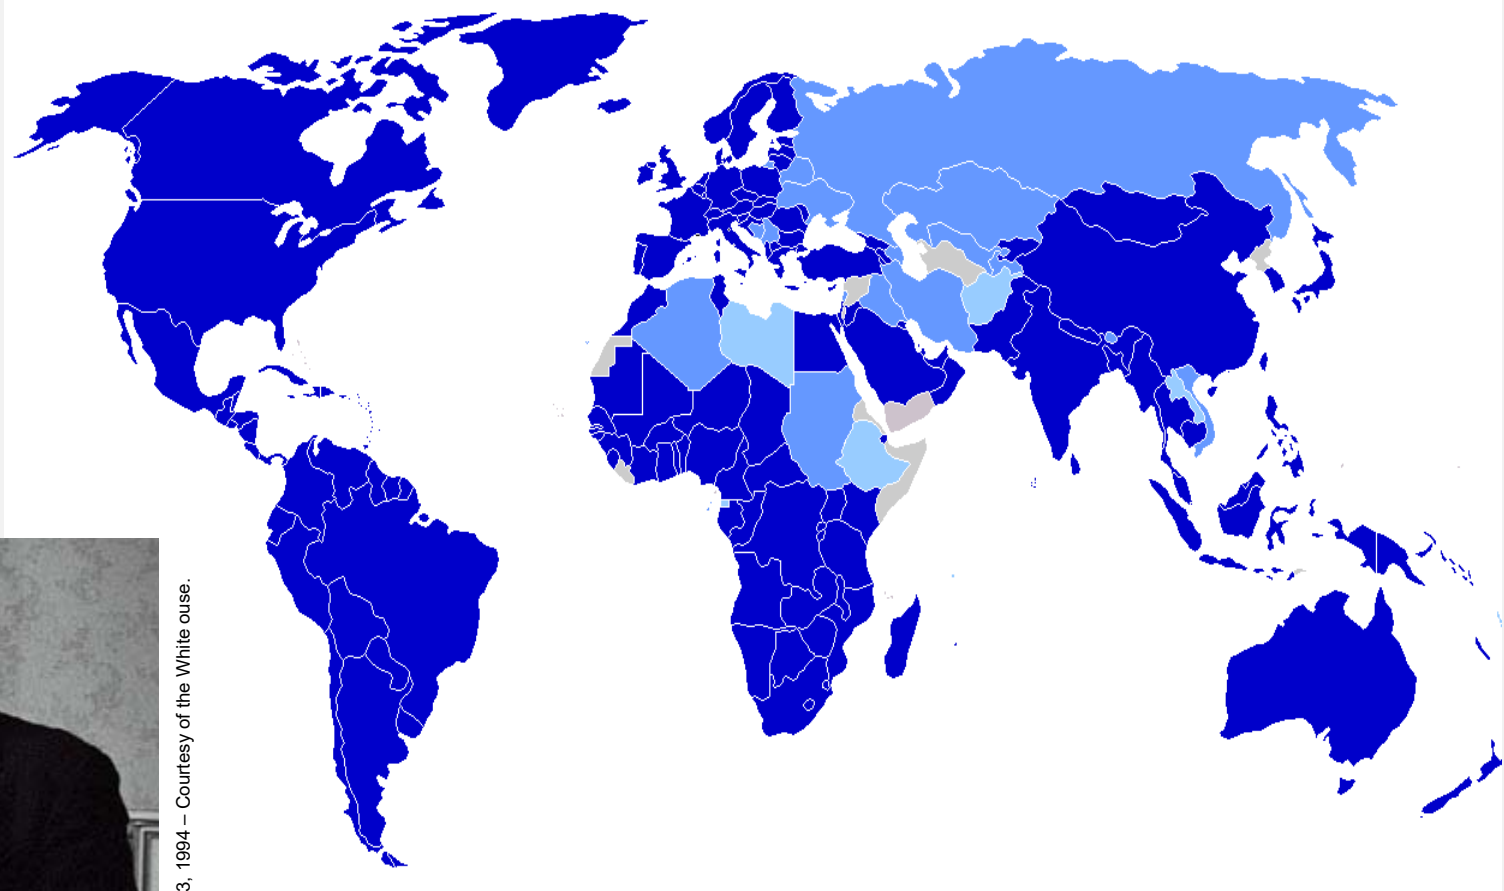 3, 1994 – Courtesy of the White ouse.